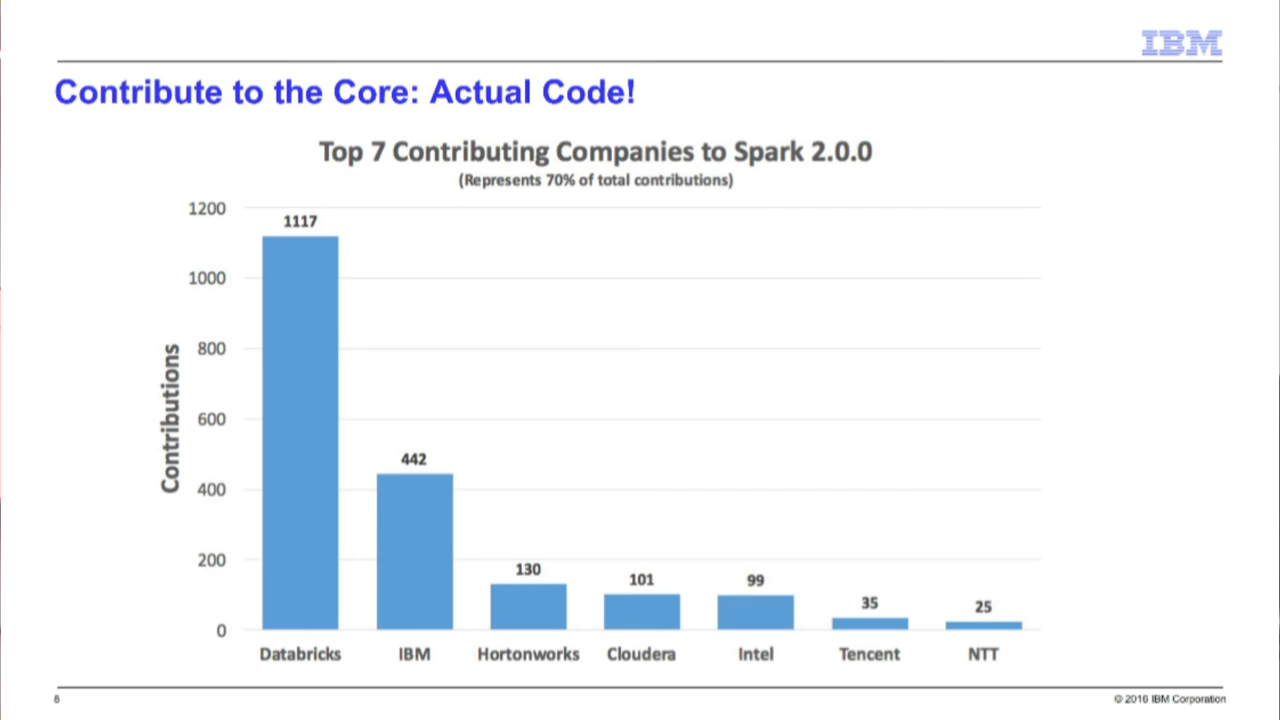 IBM
Contribute to the Core: Actual Code!
Top 7 Contributing Companies to Spark 2.0.0
(Represents 70% of total contributions)
Contributions
1200
1000
800
600
400
200
0
1117
442
130
101
99
35
25
Databricks IBM Hortonworks Cloudera Intel Tencent NTT
8
© 2016 IBM Corporation